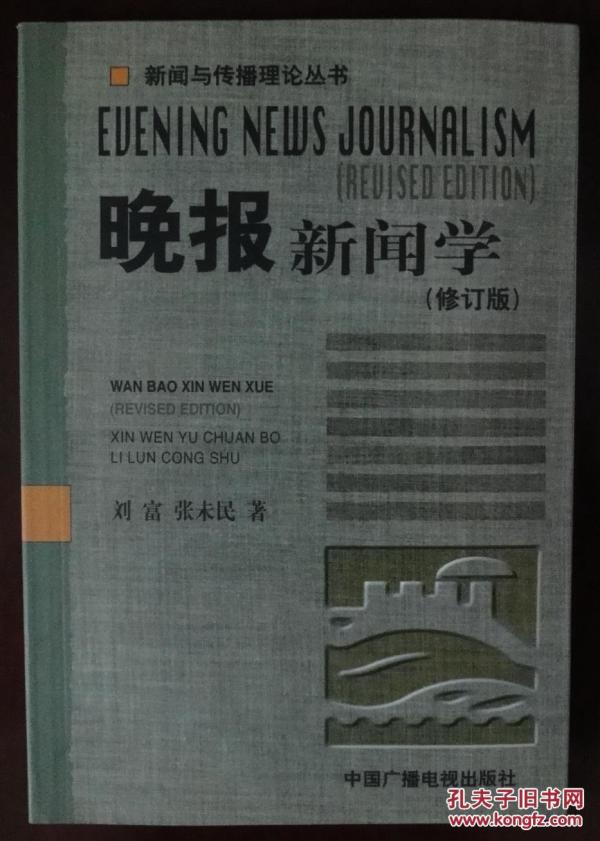 新闻与传播理论丛书
EVENING NEWS JOURNALISM
(REVISED EDITION)
晚报 新闻学
(修订版)
WAN BAO XIN WEN XUE
(REVISED EDITION)
XIN WEN YU CHUAN BO
LI LUN CONG SHU
刘 富 张未民 著
中国广播电视出版社
孔夫子旧书网
www.kongfz.com